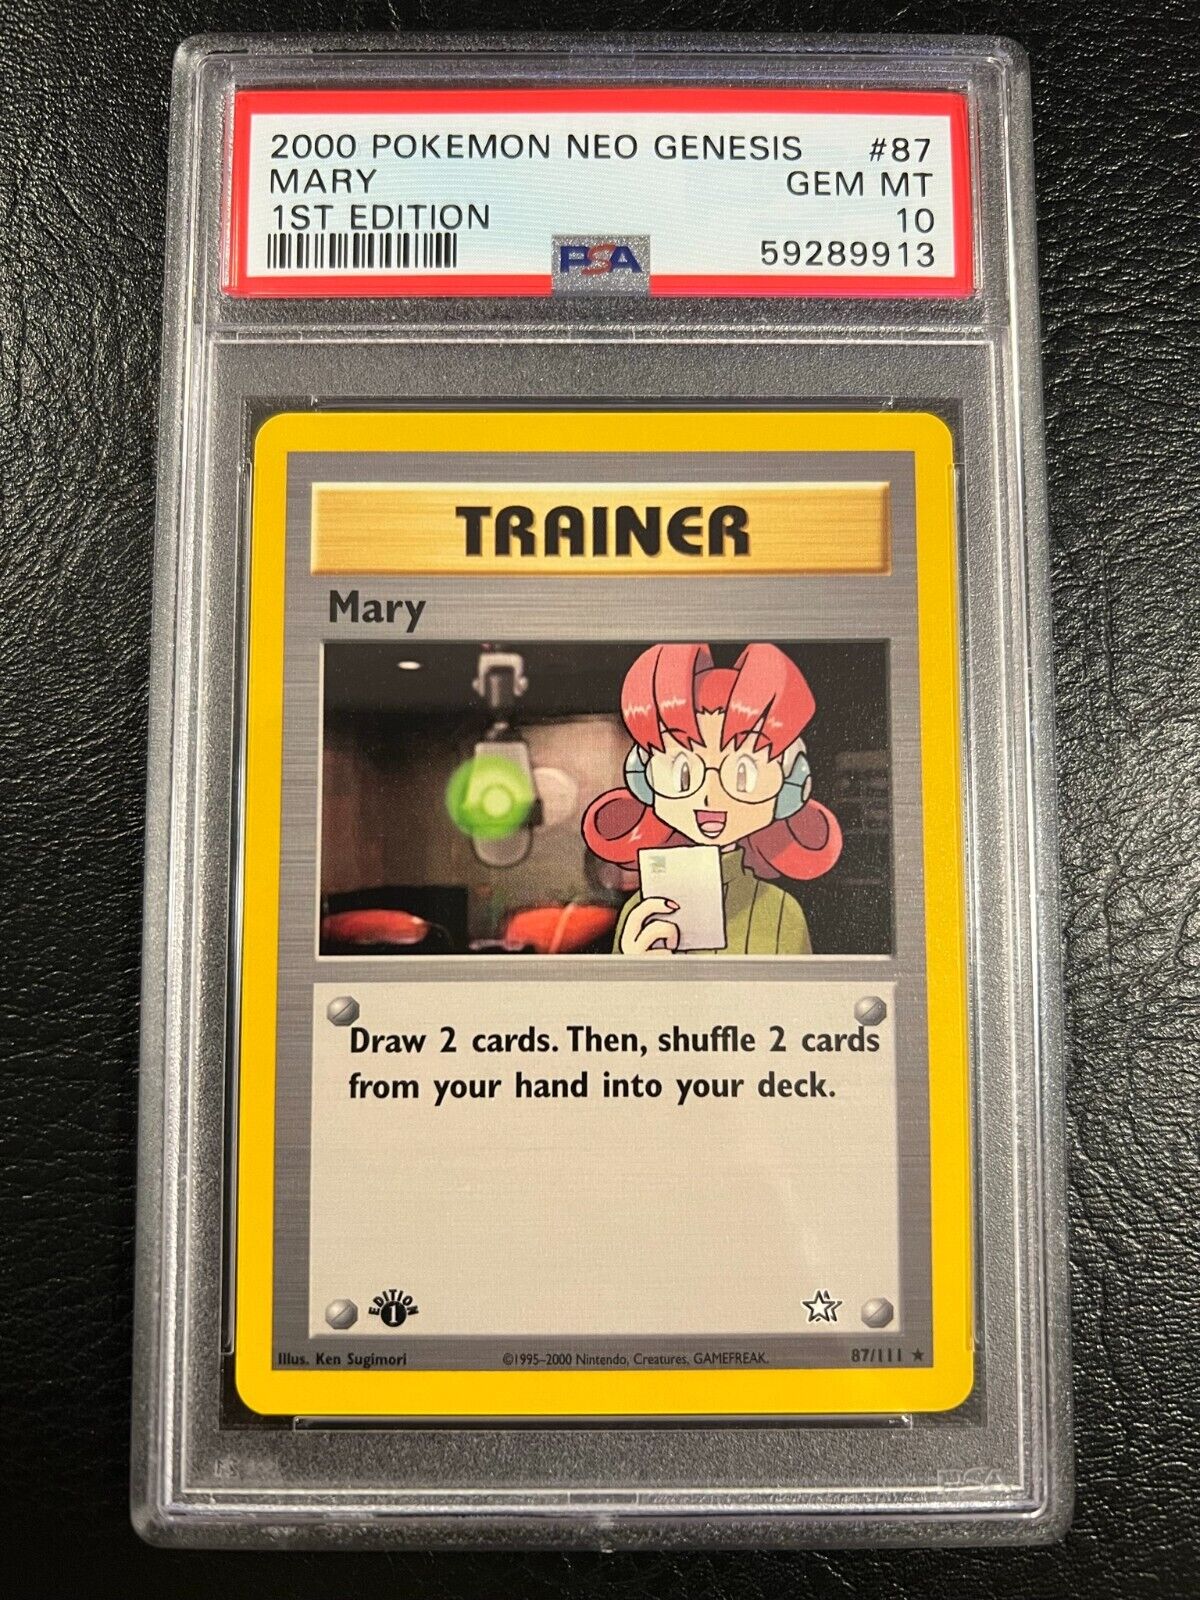 2000 POKEMON NEO GENESIS #87
MARY GEM MT
1ST EDITION 10
PSA 59289913
TRAINER
Mary
Draw 2 cards. Then, shuffle 2 cards
from your hand into your deck.
EDITION 1
Illus. Ken Sugimori ©1995–2000 Nintendo, Creatures, GAMEFREAK. 87/111 ★
PSA